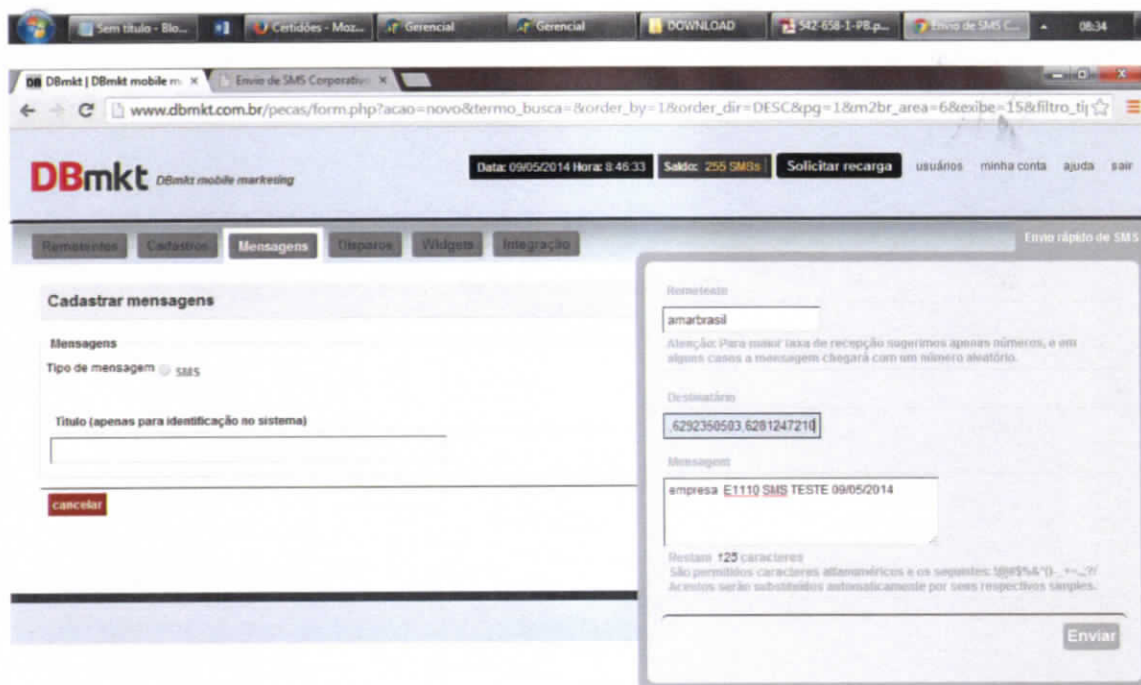 Sem título - Blo...
Certidões - Moz...
Gerencial
Gerencial
DOWNLOAD
542-658-1-PB.p...
Envio de SMS C...
08:34
DB DBmkt | DBmkt mobile m
Envio de SMS Corporativo
www.dbmkt.com.br/pecas/form.php?acao=novo&termo_busca=&order_by=1&order_dir=DESC&pg=1&m2br_area=6&exibe=15&filtro_tij
DBmkt DBmkt mobile marketing
Data: 09/05/2014 Hora: 8:46:33
Saldo: 255 SMSs
Solicitar recarga
usuários minha conta ajuda sair
Remetentes Cadastros Mensagens Disparos Widgets Integração
Envio rápido de SMS
Cadastrar mensagens
Mensagens
Tipo de mensagem SMS
Título (apenas para identificação no sistema)
cancelar
Remetente
amarbrasil
Atenção: Para maior taxa de recepção sugerimos apenas números, e em
alguns casos a mensagem chegará com um número aleatório.
Destinatário
,6292350503,6281247210
Mensagem
empresa E1110 SMS TESTE 09/05/2014
Restam 125 caracteres
São permitidos caracteres alfanuméricos e os seguintes:
Acentos serão substituídos automaticamente por seus respectivos simples.
Enviar